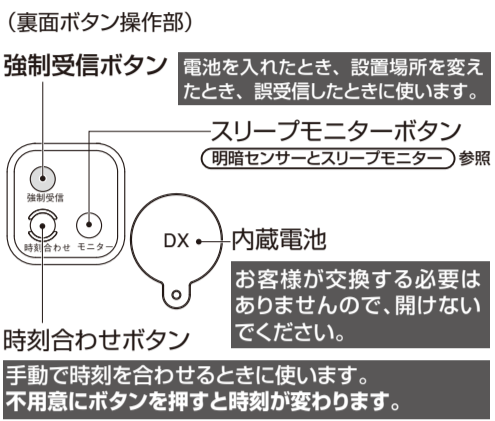 （裏面ボタン操作部）
強制受信ボタン
電池を入れたとき、設置場所を変え
たとき、誤受信したときに使います。
スリープモニターボタン
明暗センサーとスリープモニター 参照
強制受信
時刻合わせ モニター
DX
内蔵電池
お客様が交換する必要は
ありませんので、開けない
でください。
時刻合わせボタン
手動で時刻を合わせるときに使います。
不用意にボタンを押すと時刻が変わります。